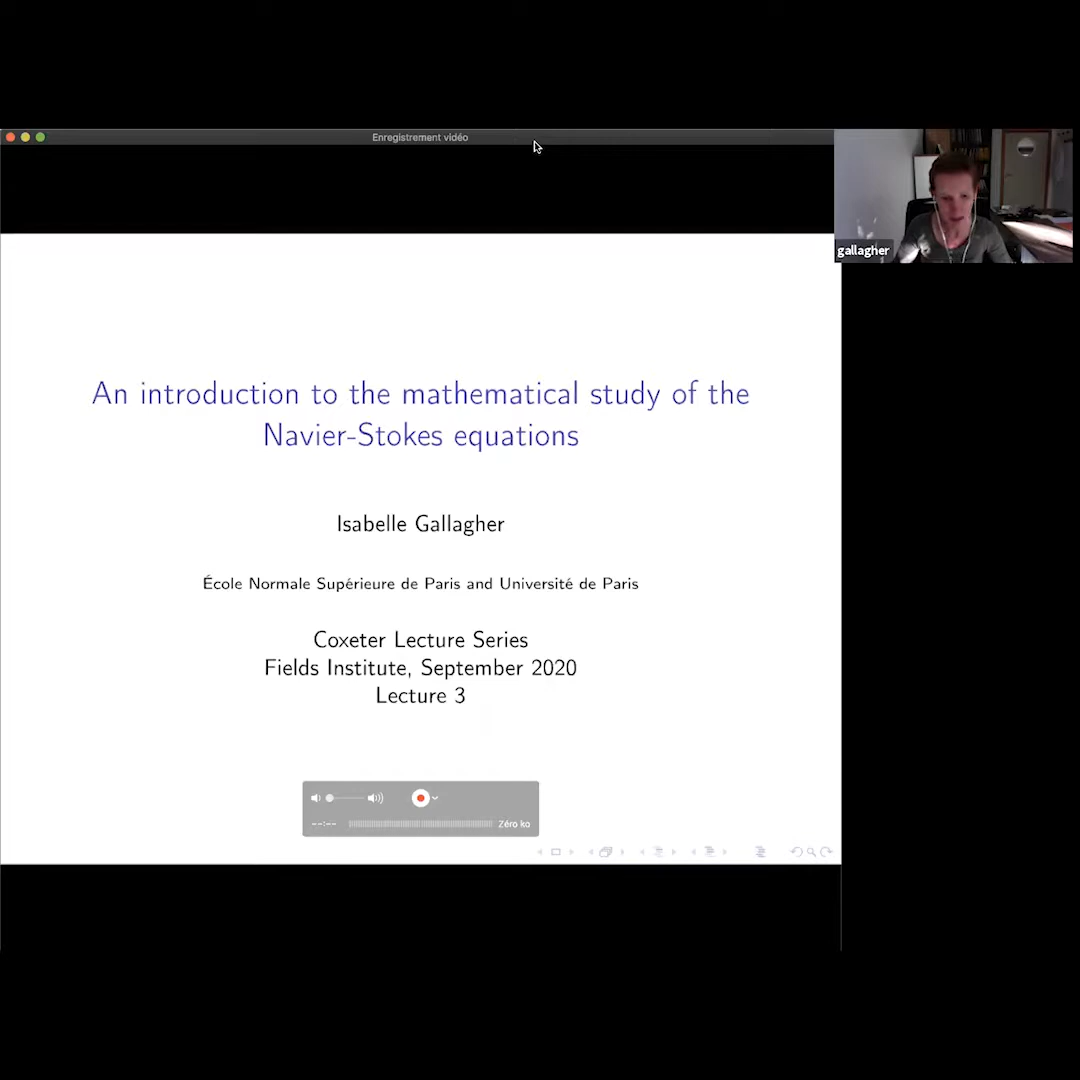 Enregistrement vidéo
gallagher
An introduction to the mathematical study of the
Navier-Stokes equations
Isabelle Gallagher
École Normale Supérieure de Paris and Université de Paris
Coxeter Lecture Series
Fields Institute, September 2020
Lecture 3
--:--
Zéro ko